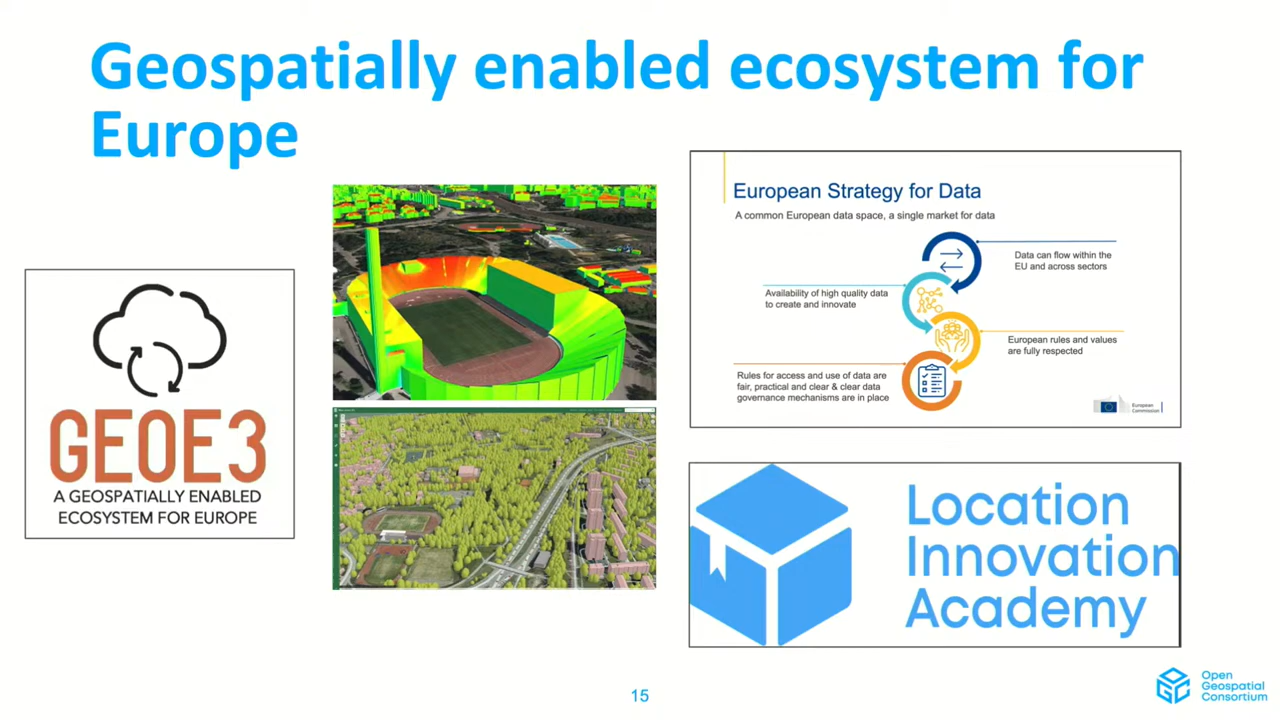 Geospatially enabled ecosystem for
Europe
GEOE3
A GEOSPATIALLY ENABLED
ECOSYSTEM FOR EUROPE
European Strategy for Data
A common European data space, a single market for data
Data can flow within the
EU and across sectors
Availability of high quality data
to create and innovate
European rules and values
are fully respected
Rules for access and use of data are
fair, practical and clear & clear data
governance mechanisms are in place
European
Commission
Location
Innovation
Academy
15
Open
Geospatial
Consortium